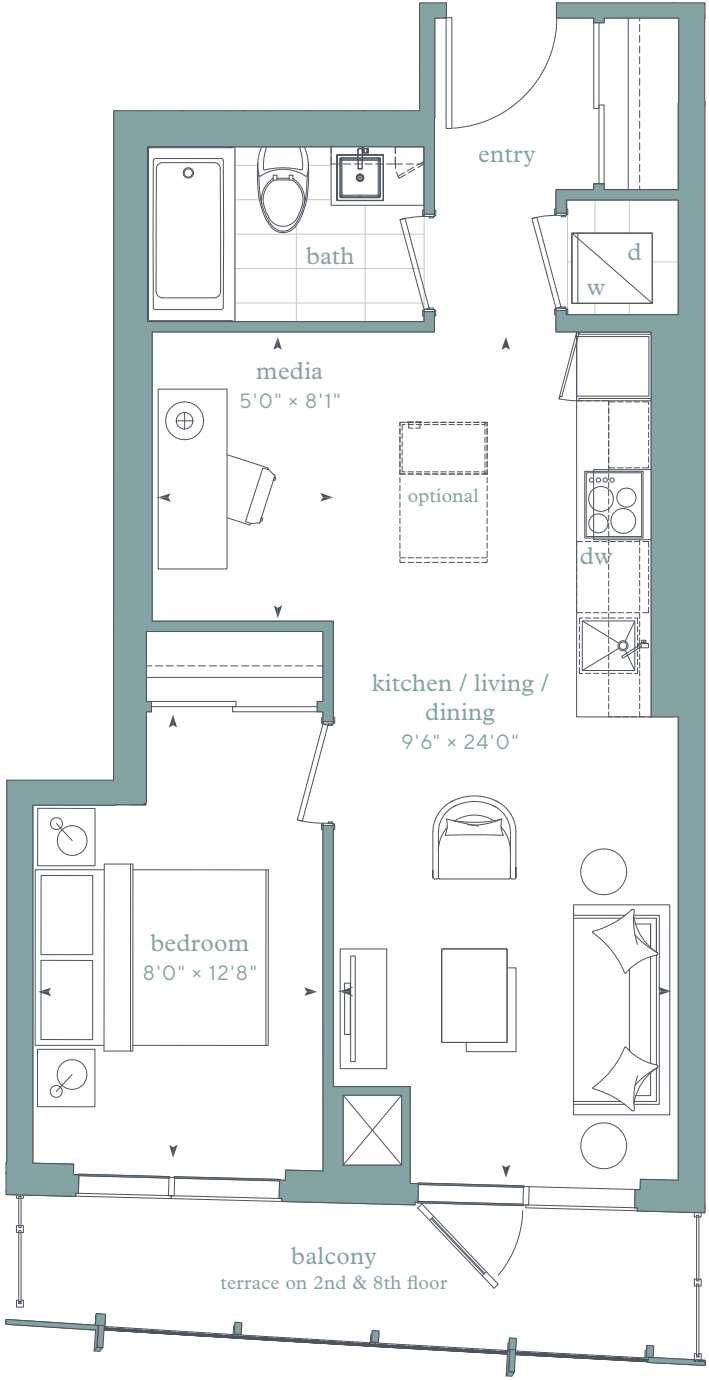 entry
bath
d
w
media
5'0" × 8'1"
optional
dw
kitchen / living /
dining
9'6" × 24'0"
bedroom
8'0" × 12'8"
balcony
terrace on 2nd & 8th floor